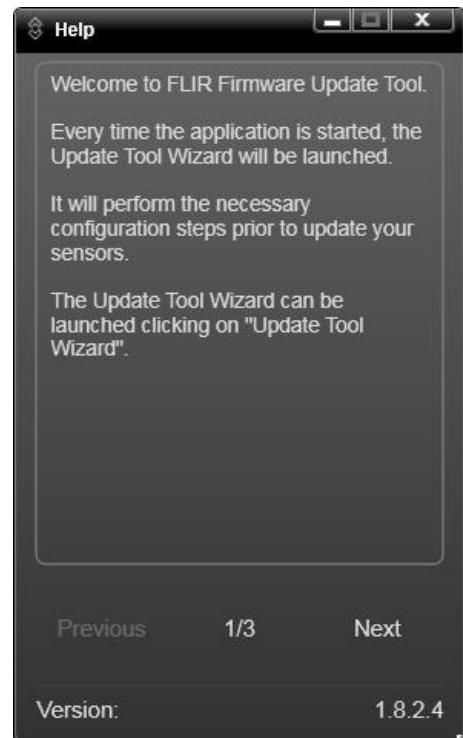 Help
Welcome to FLIR Firmware Update Tool.
Every time the application is started, the
Update Tool Wizard will be launched.
It will perform the necessary
configuration steps prior to update your
sensors.
The Update Tool Wizard can be
launched clicking on "Update Tool
Wizard".
Previous 1/3 Next
Version: 1.8.2.4